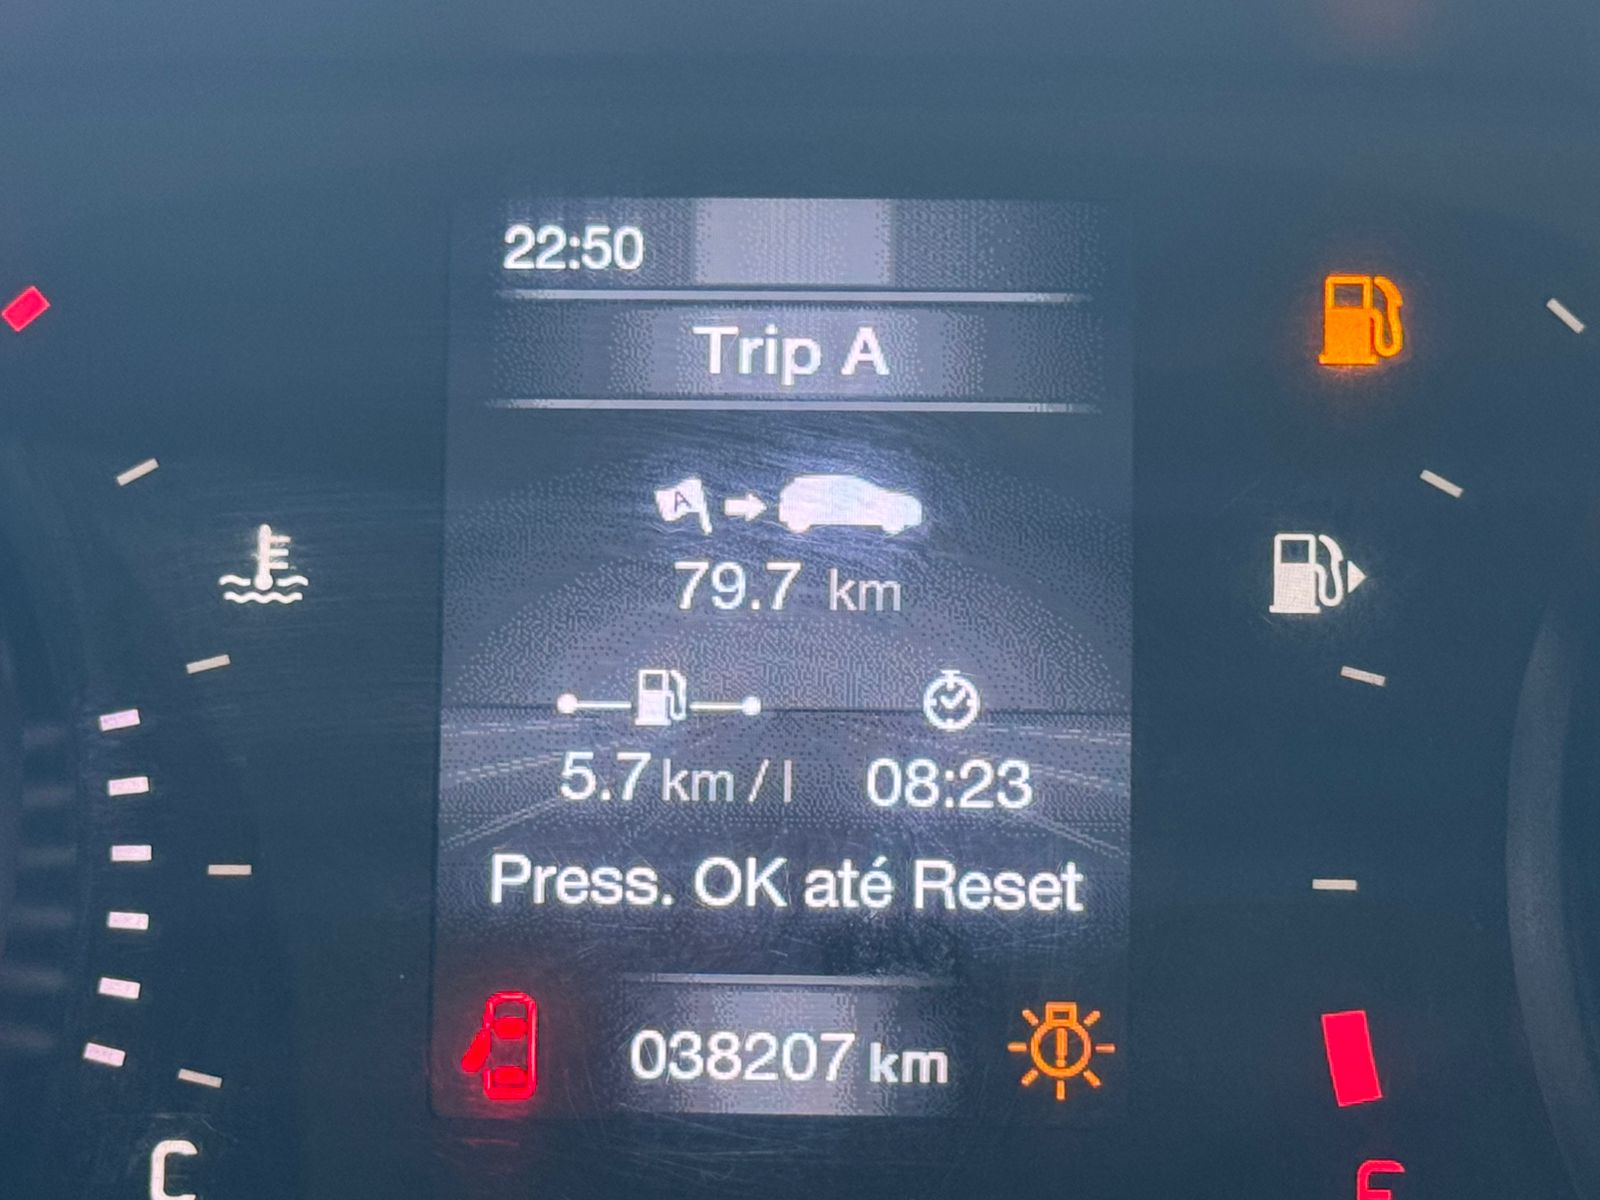 22:50
Trip A
A
79.7 km
5.7 km/l 08:23
Press. OK até Reset
038207 km
C